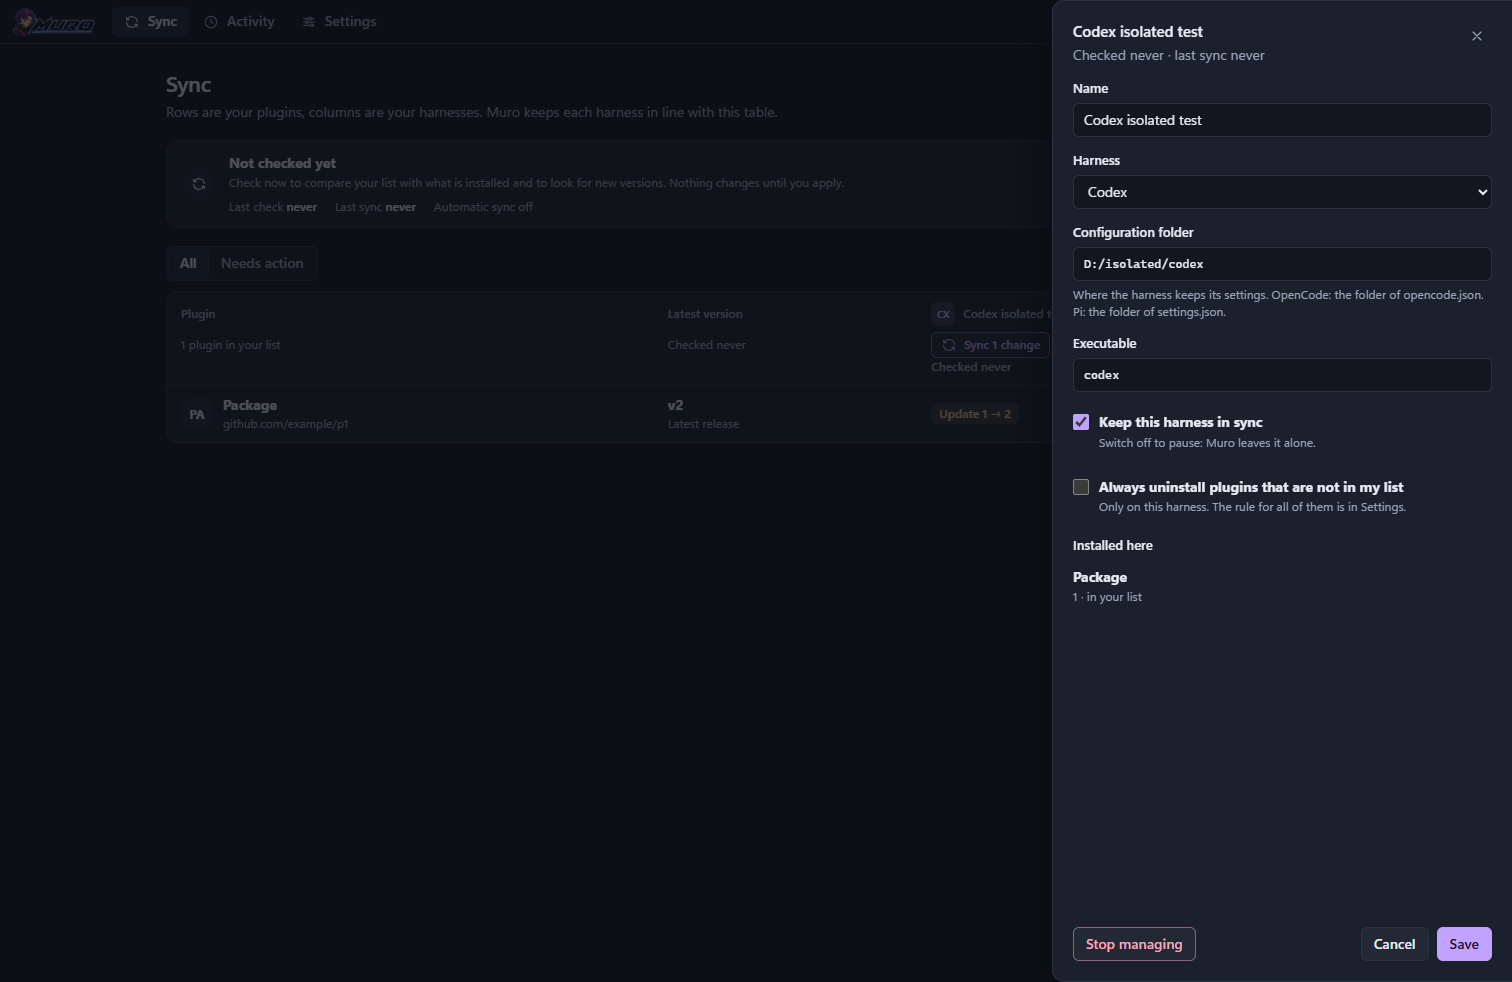 MURO
Sync
Activity
Settings
Sync
Rows are your plugins, columns are your harnesses. Muro keeps each harness in line with this table.
Not checked yet
Check now to compare your list with what is installed and to look for new versions. Nothing changes until you apply.
Last check never
Last sync never
Automatic sync off
All
Needs action
Plugin
Latest version
CX
Codex isolated t
1 plugin in your list
Checked never
Sync 1 change
Checked never
PA
Package
v2
Update 1 → 2
github.com/example/p1
Latest release
Codex isolated test
Checked never · last sync never
Name
Codex isolated test
Harness
Codex
Configuration folder
D:/isolated/codex
Where the harness keeps its settings. OpenCode: the folder of opencode.json.
Pi: the folder of settings.json.
Executable
codex
Keep this harness in sync
Switch off to pause: Muro leaves it alone.
Always uninstall plugins that are not in my list
Only on this harness. The rule for all of them is in Settings.
Installed here
Package
1 · in your list
Stop managing
Cancel
Save